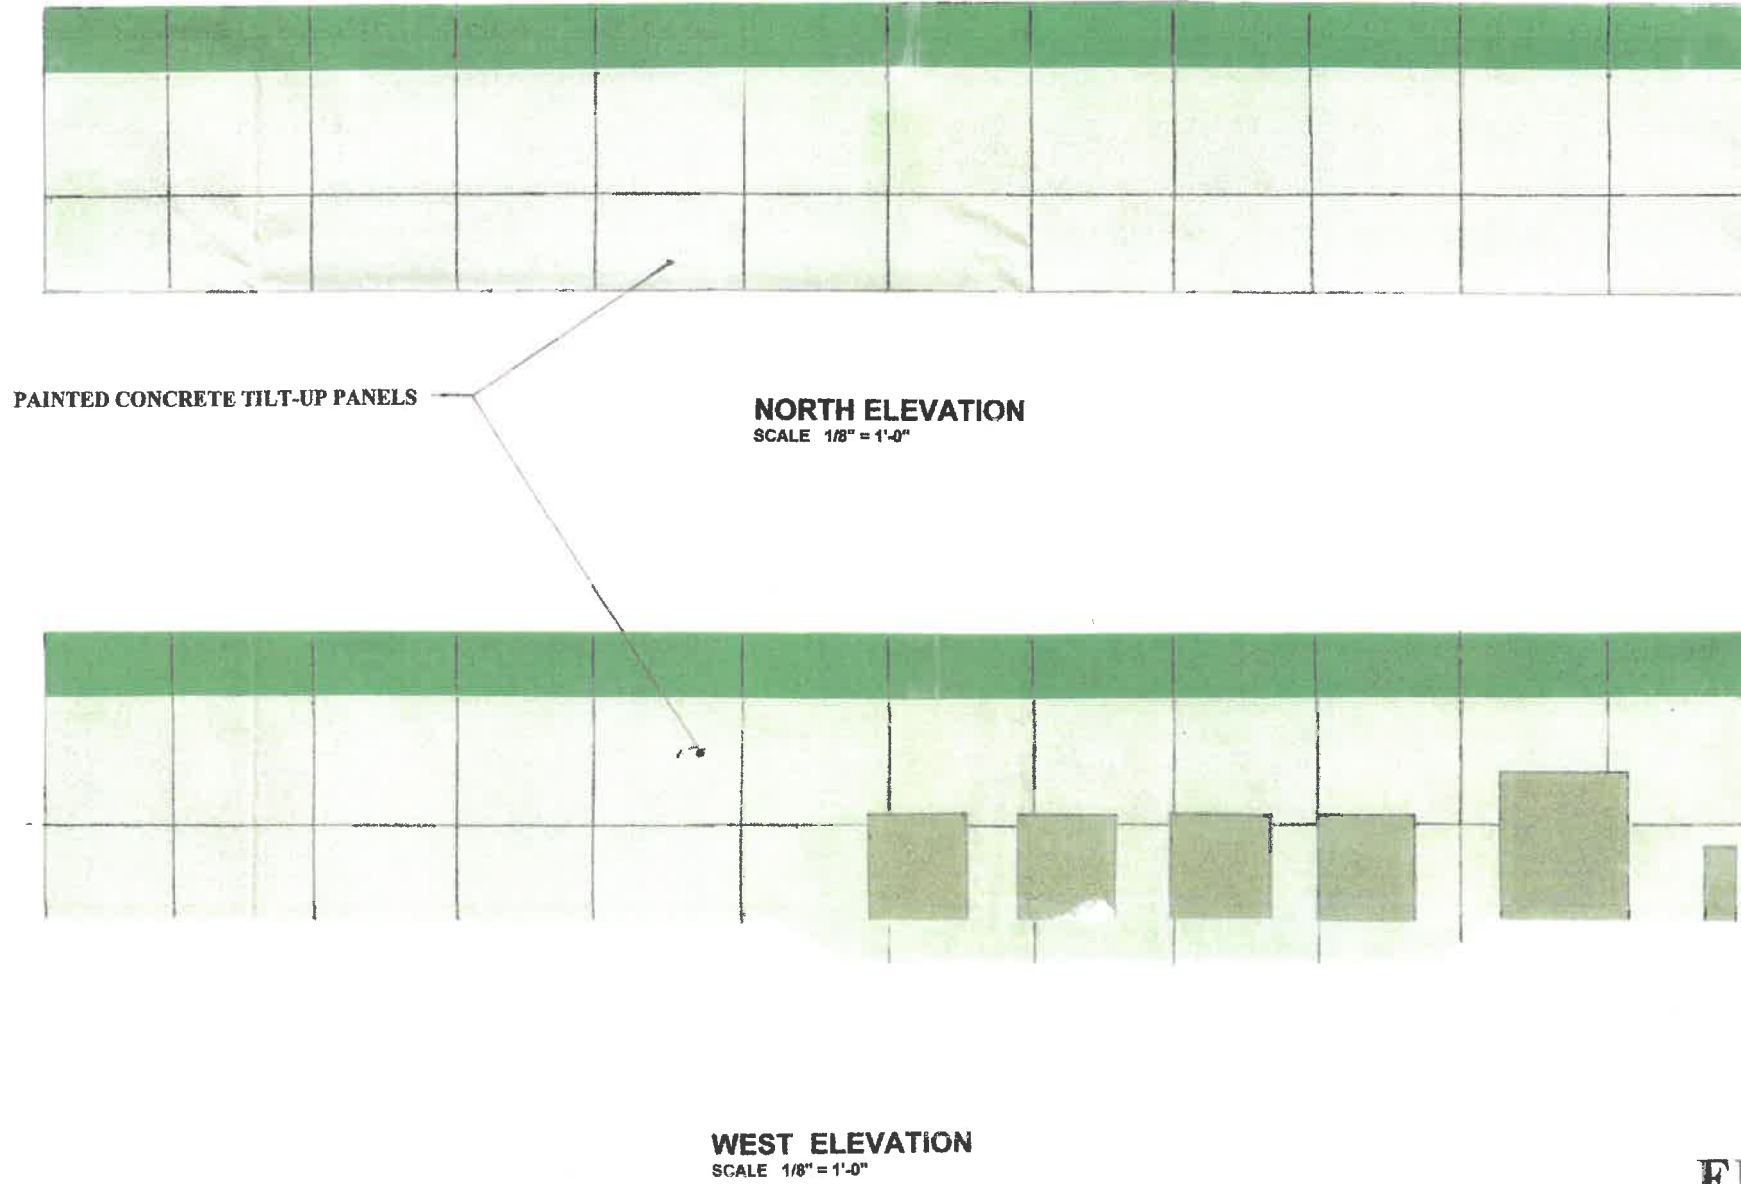 PAINTED CONCRETE TILT-UP PANELS
NORTH ELEVATION
SCALE 1/8" = 1'-0"
WEST ELEVATION
SCALE 1/8" = 1'-0"